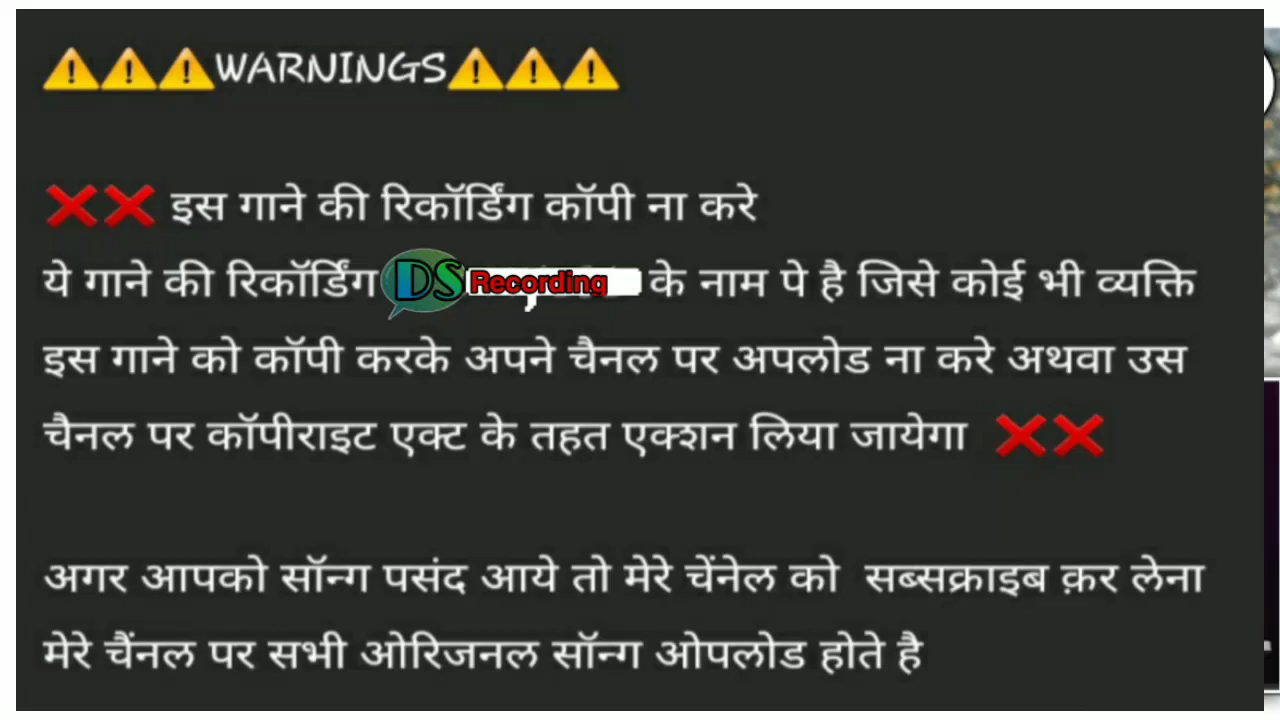 ⚠️⚠️⚠️WARNINGS⚠️⚠️⚠️
❌❌ इस गाने की रिकॉर्डिंग कॉपी ना करे
ये गाने की रिकॉर्डिंग DS Recording के नाम पे है जिसे कोई भी व्यक्ति
इस गाने को कॉपी करके अपने चैनल पर अपलोड ना करे अथवा उस
चैनल पर कॉपीराइट एक्ट के तहत एक्शन लिया जायेगा ❌❌
अगर आपको सॉन्ग पसंद आये तो मेरे चेंनेल को सब्सक्राइब क़र लेना
मेरे चैंनल पर सभी ओरिजनल सॉन्ग ओपलोड होते है